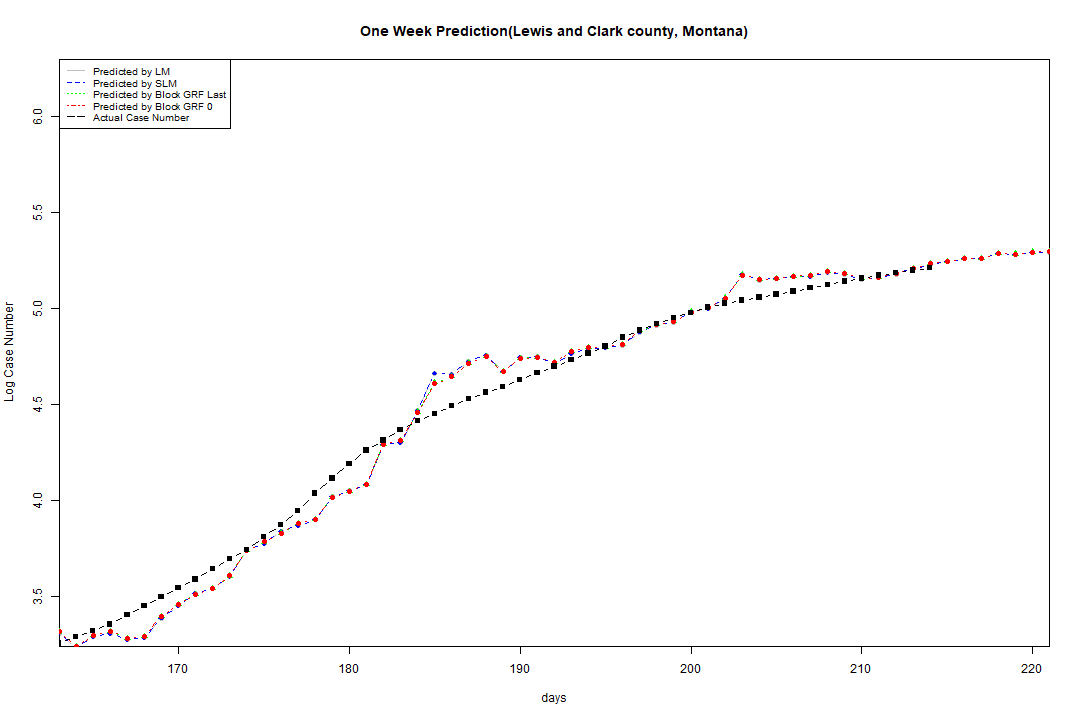 One Week Prediction(Lewis and Clark county, Montana)
Predicted by LM
Predicted by SLM
Predicted by Block GRF Last
Predicted by Block GRF 0
Actual Case Number
Log Case Number
6.0
5.5
5.0
4.5
4.0
3.5
170 180 190 200 210 220
days